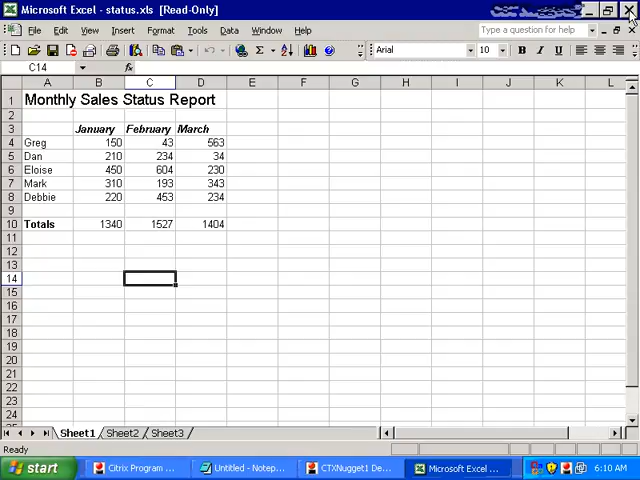 Microsoft Excel - status.xls [Read-Only]
File Edit View Insert Format Tools Data Window Help Type a question for help
Arial 10 B I U
C14 fx
A B C D E F G H I J K L
1 Monthly Sales Status Report
2
3 January February March
4 Greg 150 43 563
5 Dan 210 234 34
6 Eloise 450 604 230
7 Mark 310 193 343
8 Debbie 220 453 234
9
10 Totals 1340 1527 1404
11
12
13
14
15
16
17
18
19
20
21
22
23
24
Sheet1 Sheet2 Sheet3
Ready
start Citrix Program ... Untitled - Notep... CTXNugget1 De... Microsoft Excel ... 6:10 AM